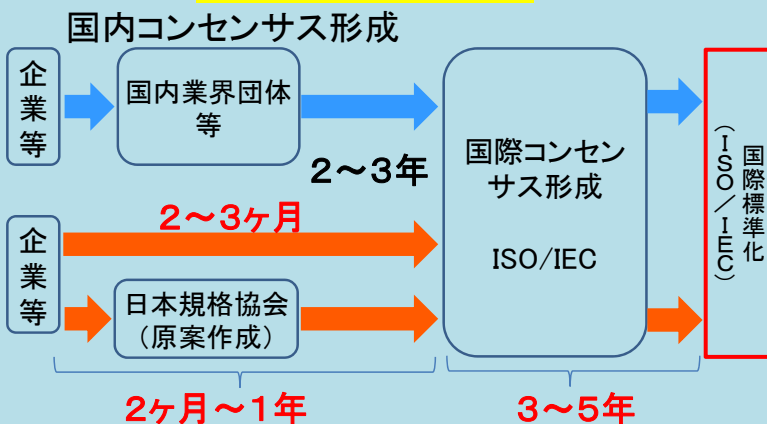 国内コンセンサス形成
企業等
国内業界団体
等
2～3年
国際コンセン
サス形成
ISO/IEC
国際標準化
（ISO／IEC）
2～3ヶ月
企業等
日本規格協会
（原案作成）
2ヶ月～1年
3～5年